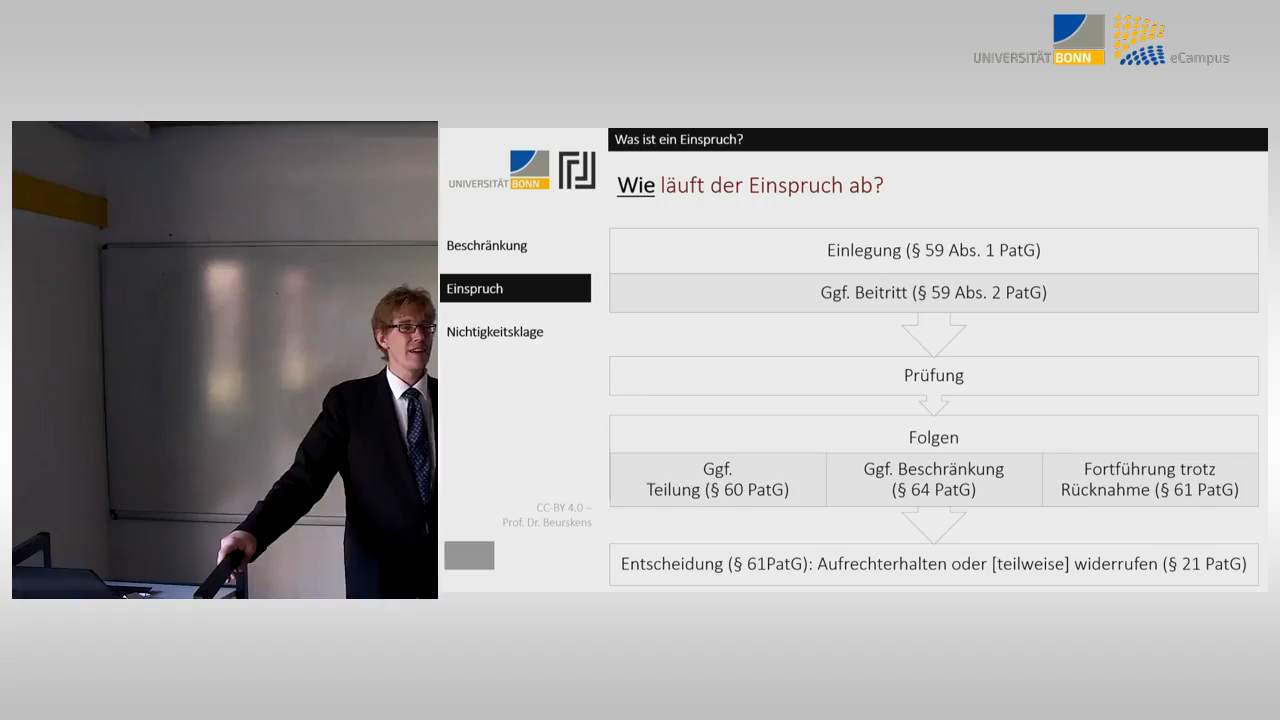 UNIVERSITÄT BONN
eCampus
UNIVERSITÄT BONN
Was ist ein Einspruch?
Wie läuft der Einspruch ab?
Beschränkung
Einspruch
Nichtigkeitsklage
CC-BY 4.0 –
Prof. Dr. Beurskens
Einlegung (§ 59 Abs. 1 PatG)
Ggf. Beitritt (§ 59 Abs. 2 PatG)
Prüfung
Folgen
Ggf.
Teilung (§ 60 PatG)
Ggf. Beschränkung
(§ 64 PatG)
Fortführung trotz
Rücknahme (§ 61 PatG)
Entscheidung (§ 61PatG): Aufrechterhalten oder [teilweise] widerrufen (§ 21 PatG)